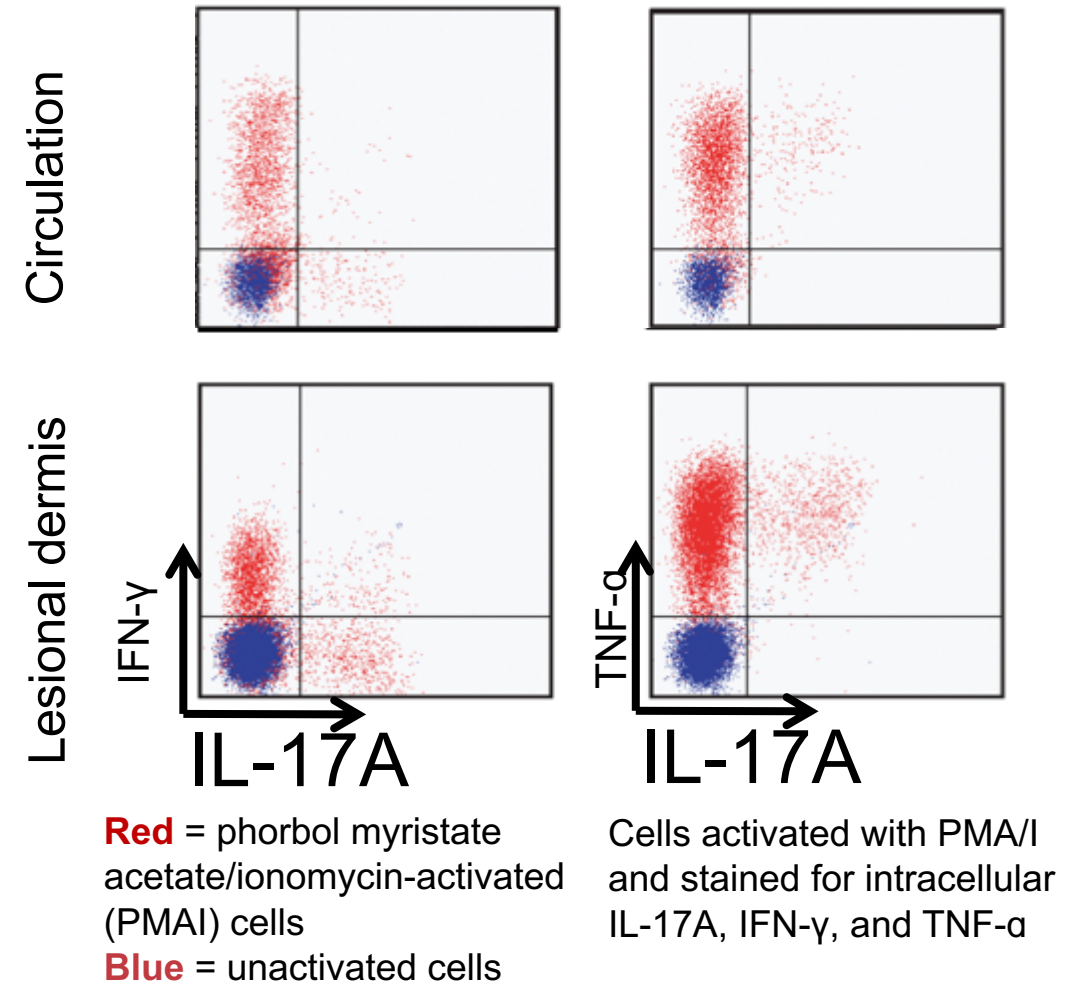 Circulation
Lesional dermis
IFN-γ
TNF-α
IL-17A
IL-17A
Red = phorbol myristate
acetate/ionomycin-activated
(PMAI) cells
Blue = unactivated cells
Cells activated with PMA/I
and stained for intracellular
IL-17A, IFN-γ, and TNF-α